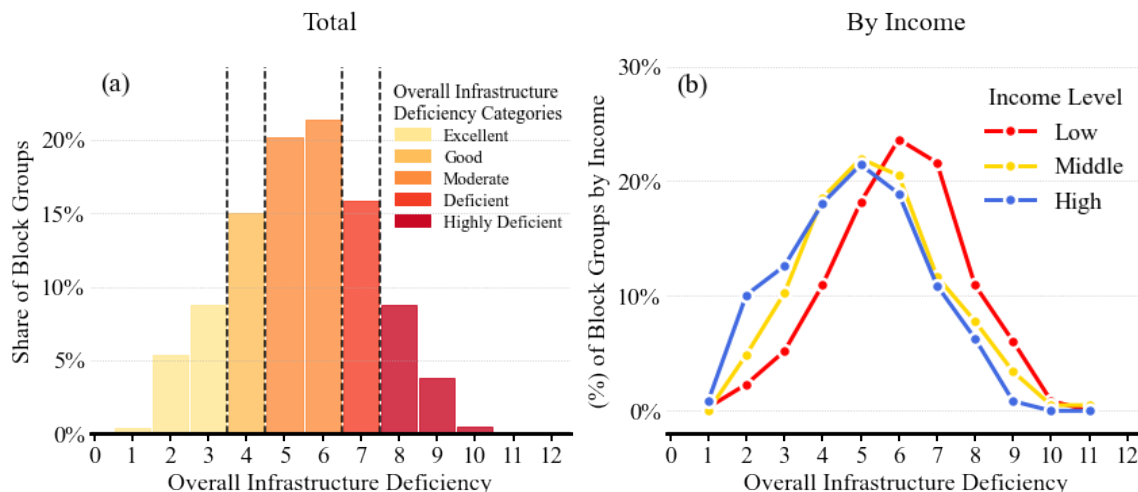 Total
(a)
Overall Infrastructure
Deficiency Categories
Excellent
Good
Moderate
Deficient
Highly Deficient
Share of Block Groups
20%
15%
10%
5%
0%
0 1 2 3 4 5 6 7 8 9 10 11 12
Overall Infrastructure Deficiency
By Income
(b)
Income Level
Low
Middle
High
(%) of Block Groups by Income
30%
20%
10%
0%
0 1 2 3 4 5 6 7 8 9 10 11 12
Overall Infrastructure Deficiency